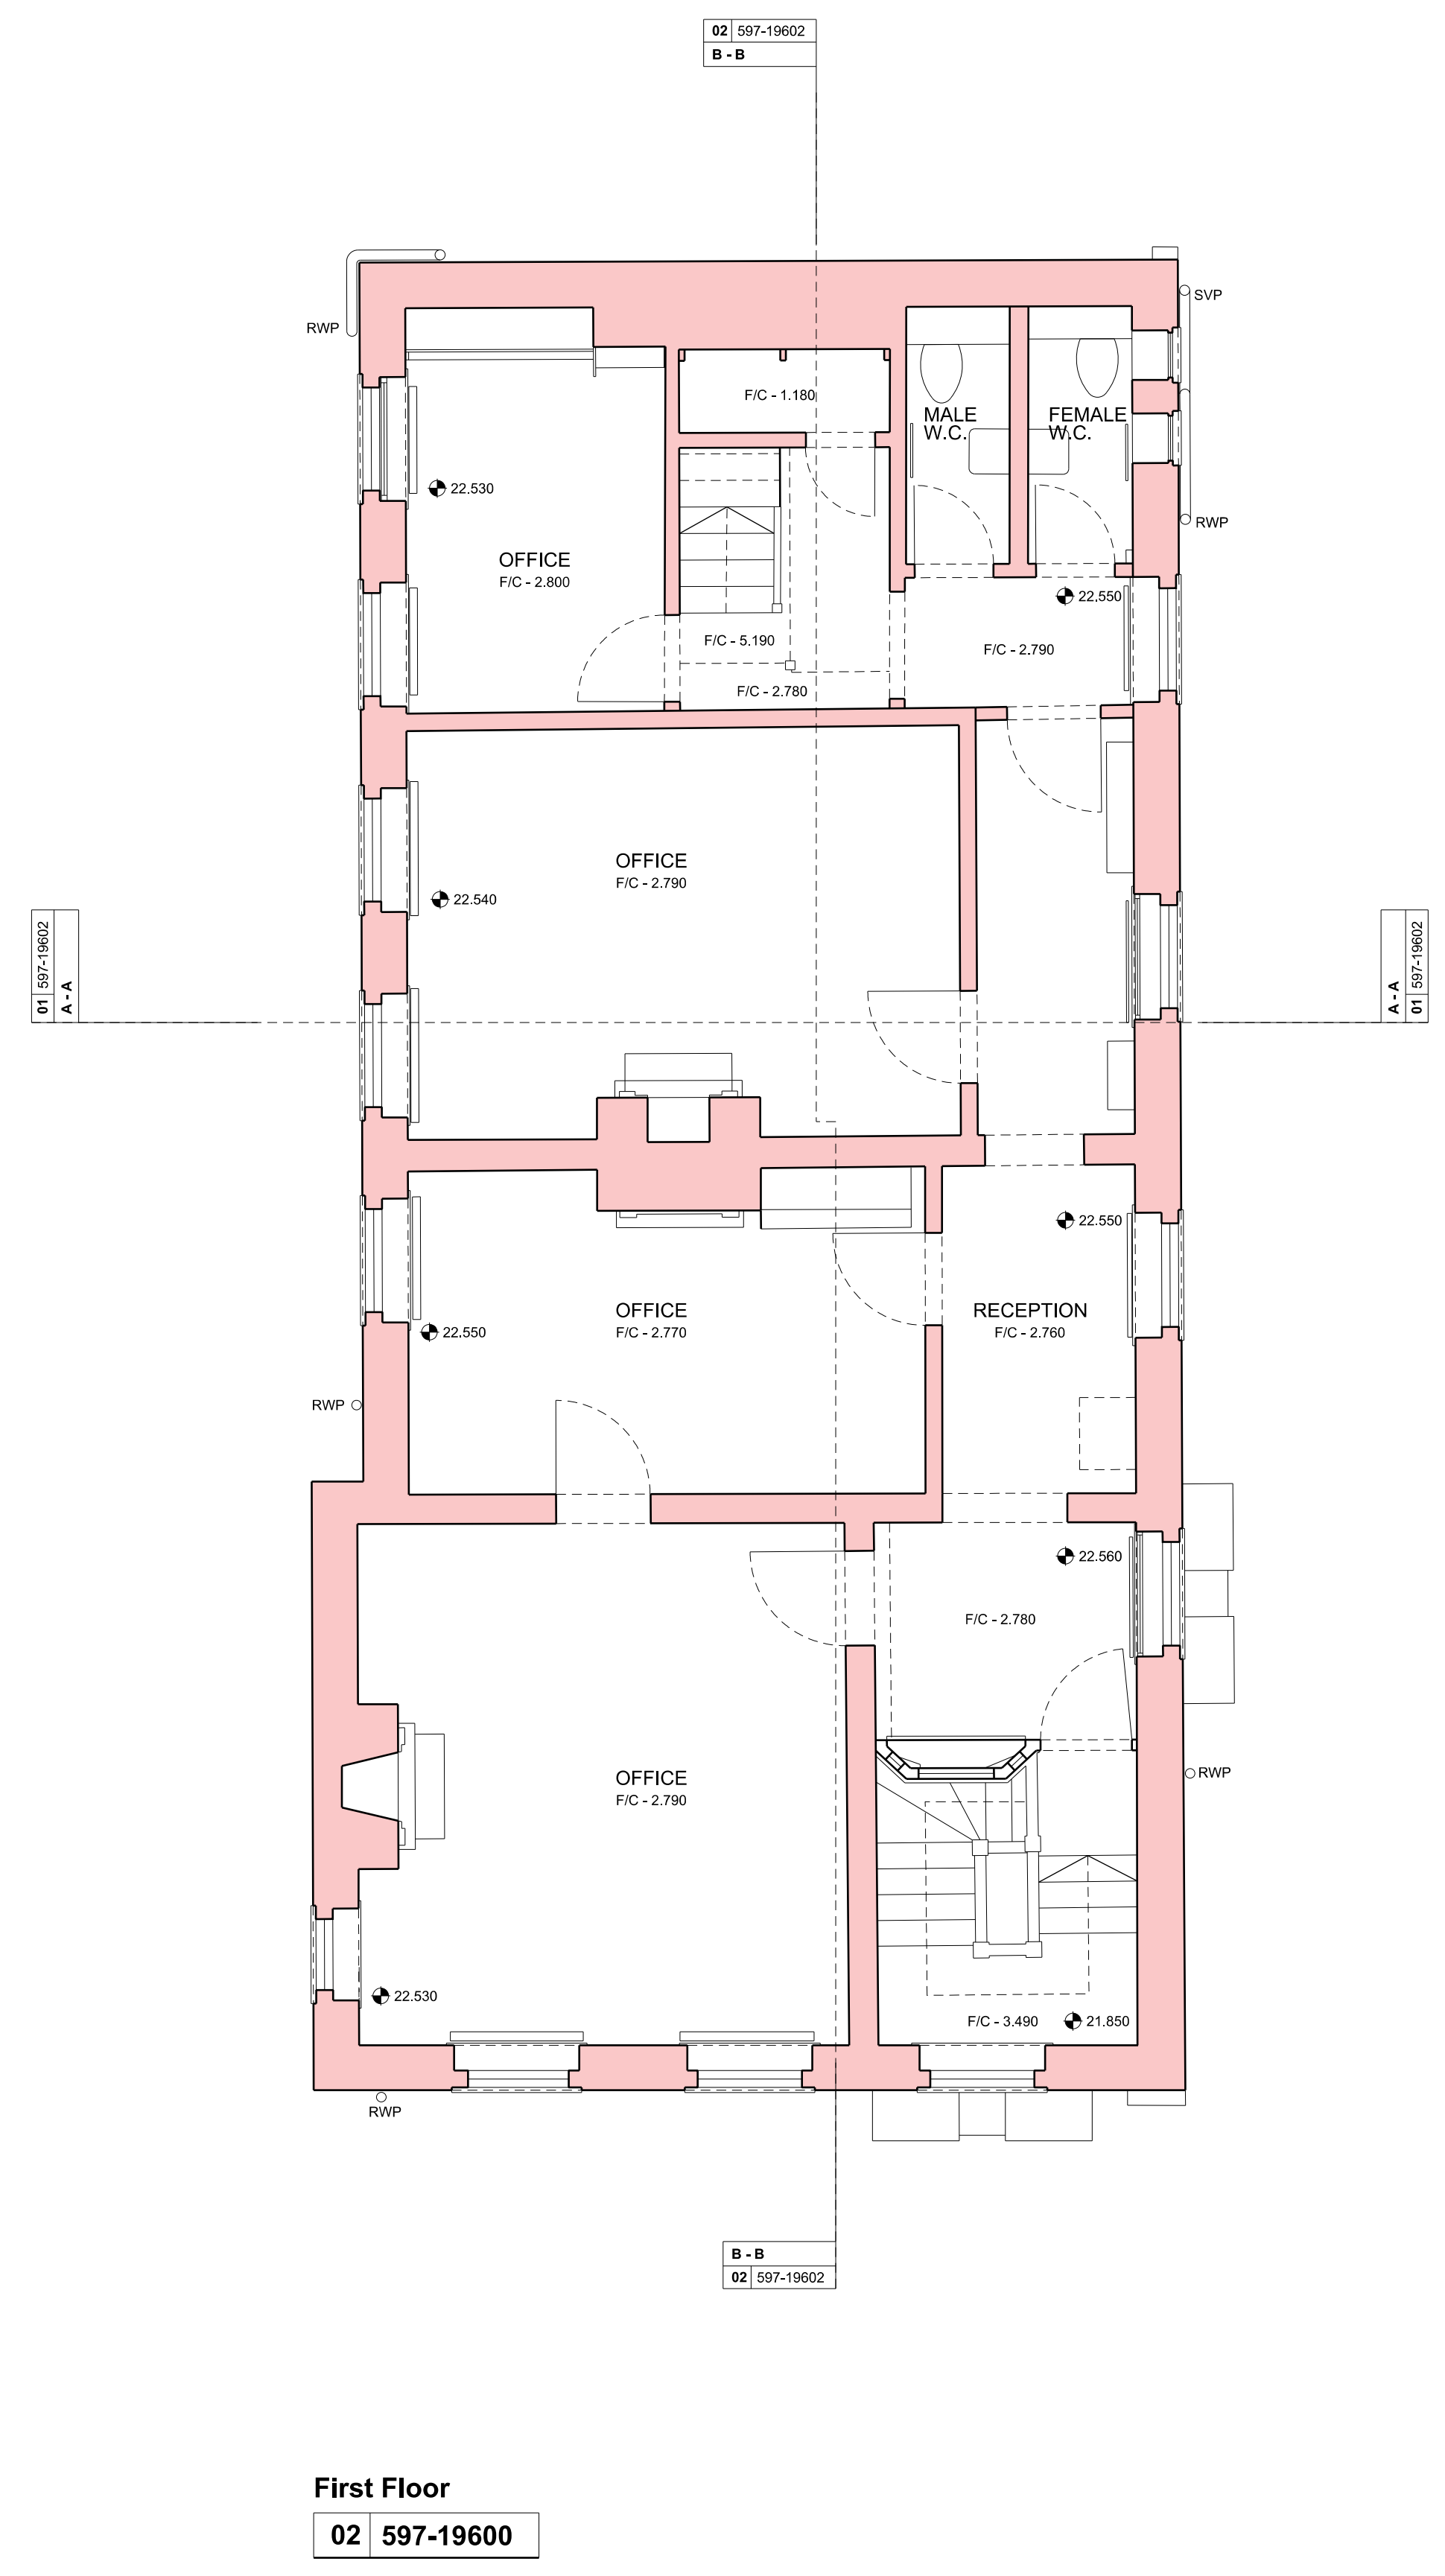 02 597-19602
B - B
SVP
RWP
F/C - 1.180
MALE
W.C.
FEMALE
W.C.
22.530
RWP
OFFICE
F/C - 2.800
22,550
F/C - 5.190
F/C - 2.790
F/C - 2.780
OFFICE
F/C - 2.790
22.540
01 597-19602
A - A
A - A
01 597-19602
22.550
OFFICE
F/C - 2.770
RECEPTION
F/C - 2.760
22.550
RWP
22.560
F/C - 2.780
RWP
OFFICE
F/C - 2.790
22.530
F/C - 3.490
21.850
RWP
B - B
02 597-19602
First Floor
02 597-19600